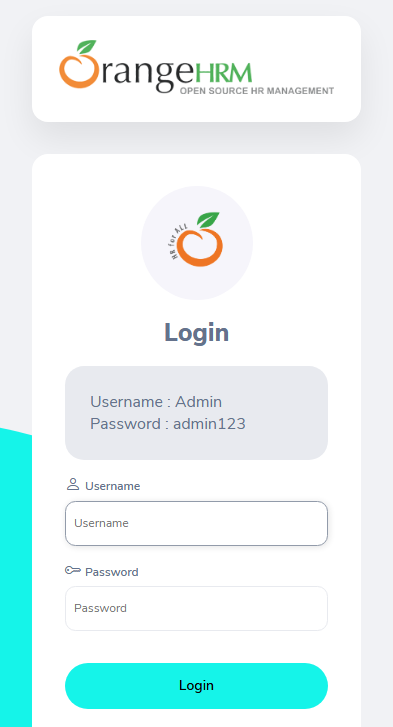 OrangeHRM
OPEN SOURCE HR MANAGEMENT
HR for ALL
Login
Username : Admin
Password : admin123
Username
Username
Password
Password
Login